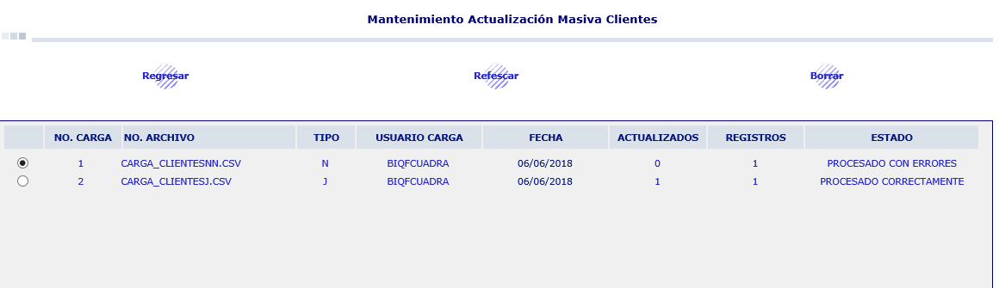 Mantenimiento Actualización Masiva Clientes
Regresar Refescar Borrar
NO. CARGA NO. ARCHIVO TIPO USUARIO CARGA FECHA ACTUALIZADOS REGISTROS ESTADO
1 CARGA_CLIENTESNN.CSV N BIQFCUADRA 06/06/2018 0 1 PROCESADO CON ERRORES
2 CARGA_CLIENTESJ.CSV J BIQFCUADRA 06/06/2018 1 1 PROCESADO CORRECTAMENTE